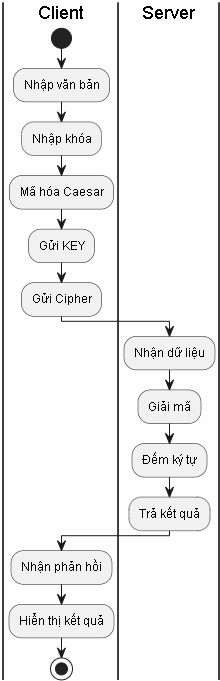 Client
Server
Nhập văn bản
Nhập khóa
Mã hóa Caesar
Gửi KEY
Gửi Cipher
Nhận dữ liệu
Giải mã
Đếm ký tự
Trả kết quả
Nhận phản hồi
Hiển thị kết quả